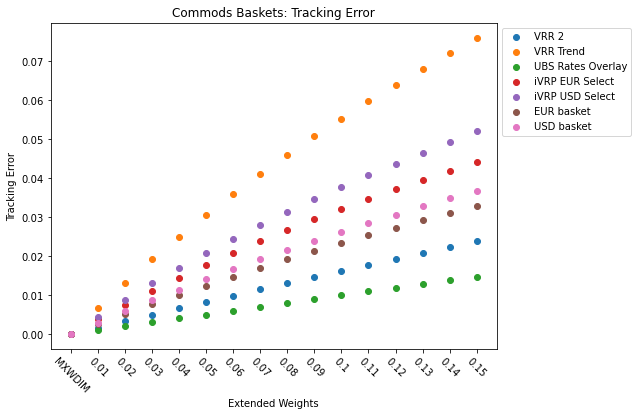 Commods Baskets: Tracking Error
VRR 2
VRR Trend
UBS Rates Overlay
iVRP EUR Select
iVRP USD Select
EUR basket
USD basket
Tracking Error
0.07
0.06
0.05
0.04
0.03
0.02
0.01
0.00
MXWDIM
0.01
0.02
0.03
0.04
0.05
0.06
0.07
0.08
0.09
0.1
0.11
0.12
0.13
0.14
0.15
Extended Weights